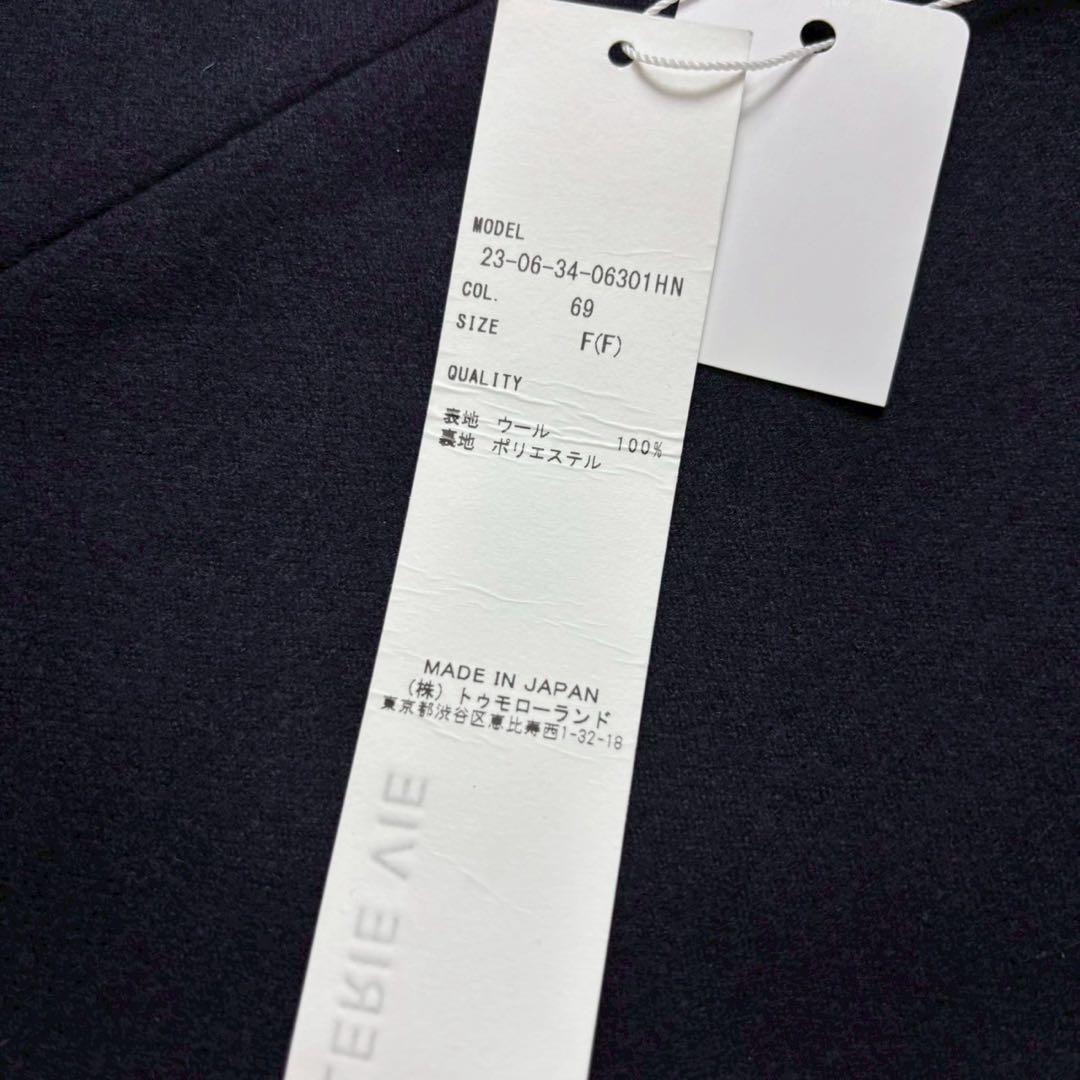 MODEL
23-06-34-06301HN
COL. 69
SIZE F(F)
QUALITY
表地 ウール 100%
裏地 ポリエステル
MADE IN JAPAN
(株) トゥモローランド
東京都渋谷区恵比寿西1-32-18
LERIE VIE